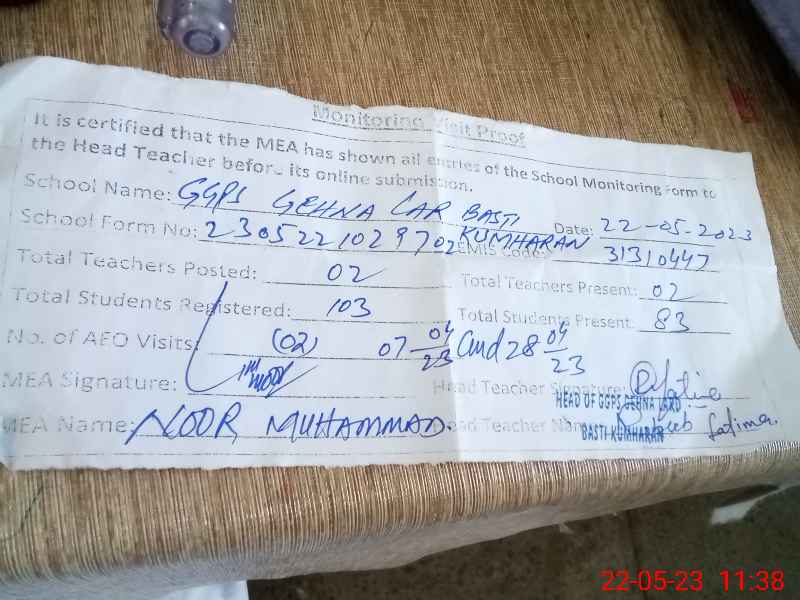 Monitoring Visit Proof
It is certified that the MEA has shown all entries of the School Monitoring Form to
the Head Teacher before its online submission.
School Name: GGPS GEHNA LAR BASTI KUMHARAN Date: 22-05-2023
School Form No: 2305221029702 EMIS Code: 31310447
Total Teachers Posted: 02 Total Teachers Present: 02
Total Students Registered: 103 Total Students Present: 83
No. of AEO Visits: (02) 07 04/23 and 28 04/23
MEA Signature: Head Teacher Signature:
HEAD OF GGPS GEHNA LARD
MEA Name: NOOR MUHAMMAD Head Teacher Name: Fatima
BASTI KUMHARAN
22-05-23 11:38